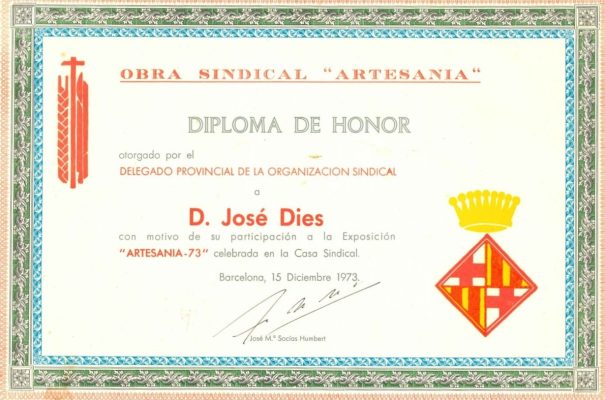 OBRA SINDICAL "ARTESANIA"
DIPLOMA DE HONOR
otorgado por el
DELEGADO PROVINCIAL DE LA ORGANIZACION SINDICAL
a
D. José Dies
con motivo de su participación a la Exposición
"ARTESANIA-73" celebrada en la Casa Sindical.
Barcelona, 15 Diciembre 1973.
José M.ª Socías Humbert